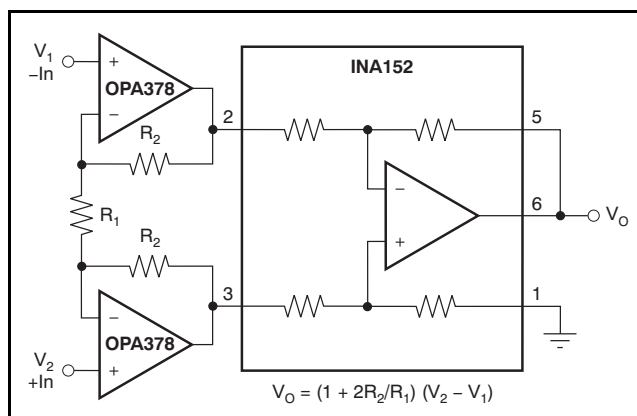 V1
–In
OPA378
+
–
R2
R1
R2
–
OPA378
+
V2
+In
INA152
2
5
–
6
VO
+
3
1
VO = (1 + 2R2/R1) (V2 – V1)